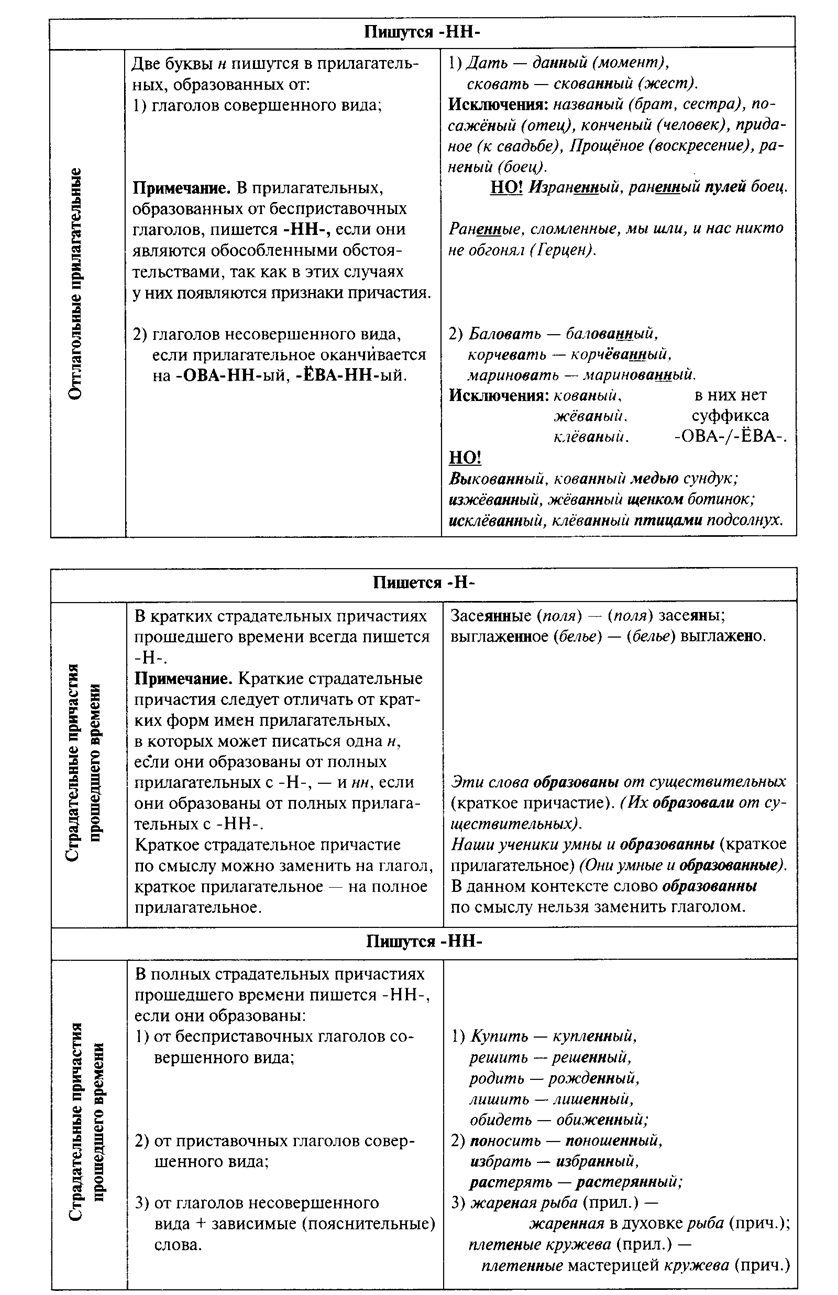 Пишутся -НН-
Отглагольные прилагательные
Две буквы н пишутся в прилагатель-
ных, образованных от:
1) глаголов совершенного вида;
Примечание. В прилагательных,
образованных от бесприставочных
глаголов, пишется -НН-, если они
являются обособленными обстоя-
тельствами, так как в этих случаях
у них появляются признаки причастия.
2) глаголов несовершенного вида,
если прилагательное оканчивается
на -ОВА-НН-ый, -ЁВА-НН-ый.
1) Дать — данный (момент),
сковать — скованный (жест).
Исключения: названый (брат, сестра), по-
сажёный (отец), конченый (человек), прида-
ное (к свадьбе), Прощёное (воскресение), ра-
неный (боец).
НО! Израненный, раненный пулей боец.
Раненные, сломленные, мы шли, и нас никто
не обгонял (Герцен).
2) Баловать — балованный,
корчевать — корчёванный,
мариновать — маринованный.
Исключения: кованый, в них нет
жёваный. суффикса
клёваный. -ОВА-/-ЁВА-.
НО!
Выкованный, кованный медью сундук;
изжёванный, жёванный щенком ботинок;
исклёванный, клёванный птицами подсолнух.
Пишется -Н-
Страдательные причастия
прошедшего времени
В кратких страдательных причастиях
прошедшего времени всегда пишется
-Н-.
Примечание. Краткие страдательные
причастия следует отличать от крат-
ких форм имен прилагательных,
в которых может писаться одна н,
если они образованы от полных
прилагательных с -Н-, — и нн, если
они образованы от полных прилага-
тельных с -НН-.
Краткое страдательное причастие
по смыслу можно заменить на глагол,
краткое прилагательное — на полное
прилагательное.
Засеянные (поля) — (поля) засеяны;
выглаженное (белье) — (белье) выглажено.
Эти слова образованы от существительных
(краткое причастие). (Их образовали от су-
ществительных).
Наши ученики умны и образованны (краткое
прилагательное) (Они умные и образованные).
В данном контексте слово образованны
по смыслу нельзя заменить глаголом.
Пишутся -НН-
Страдательные причастия
прошедшего времени
В полных страдательных причастиях
прошедшего времени пишется -НН-,
если они образованы:
1) от бесприставочных глаголов со-
вершенного вида;
2) от приставочных глаголов совер-
шенного вида;
3) от глаголов несовершенного
вида + зависимые (пояснительные)
слова.
1) Купить — купленный,
решить — решенный,
родить — рожденный,
лишить — лишенный,
обидеть — обиженный;
2) поносить — поношенный,
избрать — избранный,
растерять — растерянный;
3) жареная рыба (прил.) —
жаренная в духовке рыба (прич.);
плетеные кружева (прил.) —
плетенные мастерицей кружева (прич.)